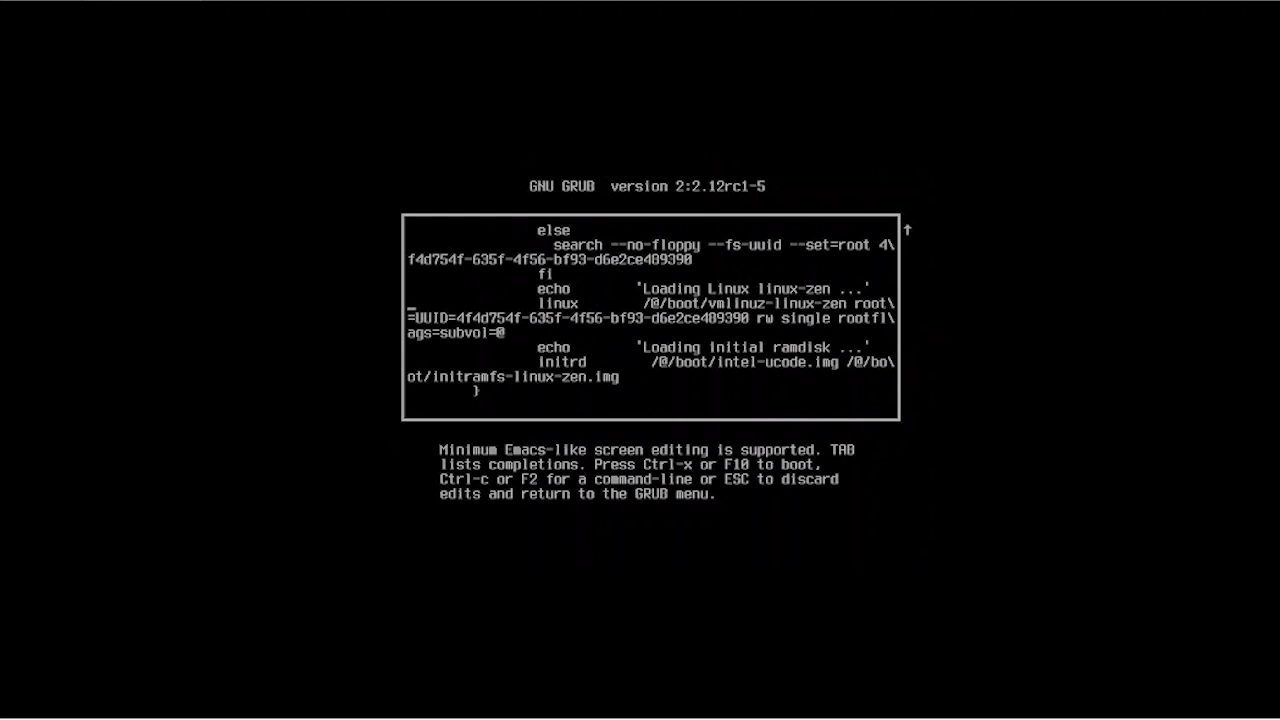 GNU GRUB  version 2:2.12rc1-5
else
search --no-floppy --fs-uuid --set=root 4\
f4d754f-635f-4f56-bf93-d6e2ce489390
fi
echo        'Loading Linux linux-zen ...'
linux        /@/boot/vmlinuz-linux-zen root\
=UUID=4f4d754f-635f-4f56-bf93-d6e2ce489390 rw single rootfl\
ags=subvol=@
echo        'Loading initial ramdisk ...'
initrd        /@/boot/intel-ucode.img /@/bo\
ot/initramfs-linux-zen.img
}
Minimum Emacs-like screen editing is supported. TAB
lists completions. Press Ctrl-x or F10 to boot,
Ctrl-c or F2 for a command-line or ESC to discard
edits and return to the GRUB menu.